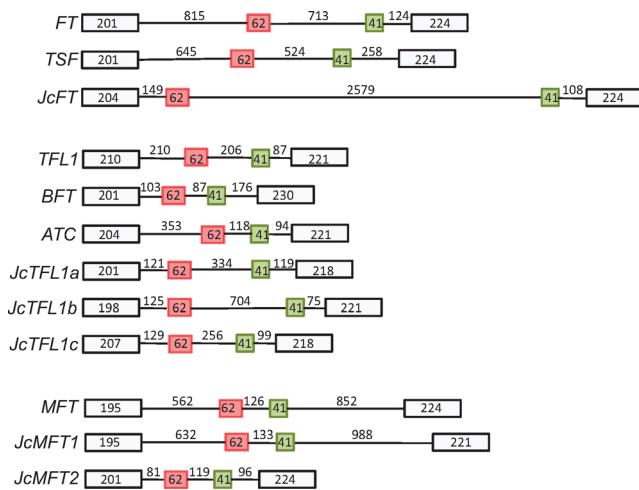 FT 201 815 62 713 41 124 224
TSF 201 645 62 524 41 258 224
JcFT 204 149 62 2579 41 108 224
TFL1 210 210 62 206 41 87 221
BFT 201 103 62 87 41 176 230
ATC 204 353 62 118 41 94 221
JcTFL1a 201 121 62 334 41 119 218
JcTFL1b 198 125 62 704 41 75 221
JcTFL1c 207 129 62 256 41 99 218
MFT 195 562 62 126 41 852 224
JcMFT1 195 632 62 133 41 988 221
JcMFT2 201 81 62 119 41 96 224